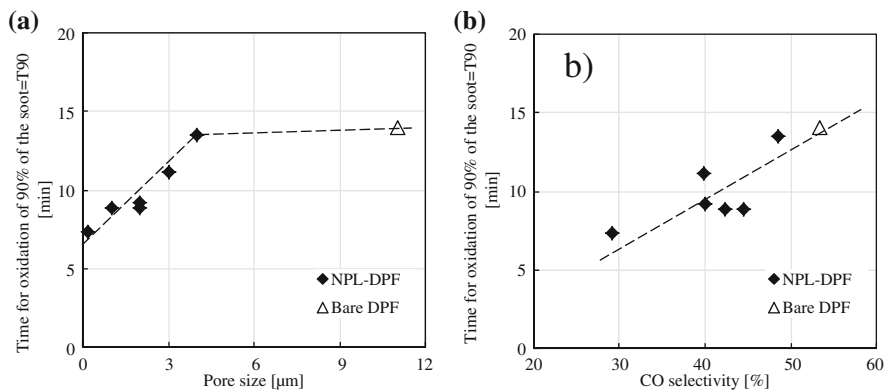 (a)
Time for oxidation of 90% of the soot=T90
[min]
20
15
10
5
0
0
3
6
9
12
Pore size [μm]
NPL-DPF
Bare DPF
(b)
b)
Time for oxidation of 90% of the soot=T90
[min]
20
15
10
5
0
20
30
40
50
60
CO selectivity [%]
NPL-DPF
Bare DPF